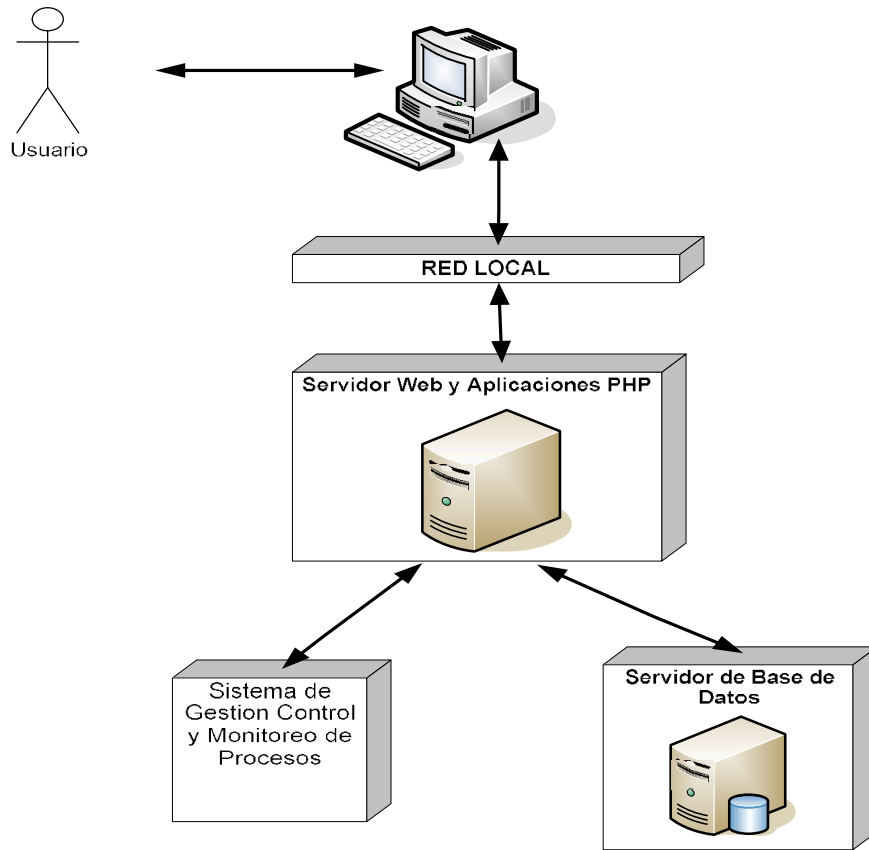 Usuario
RED LOCAL
Servidor Web y Aplicaciones PHP
Sistema de
Gestion Control
y Monitoreo de
Procesos
Servidor de Base de
Datos